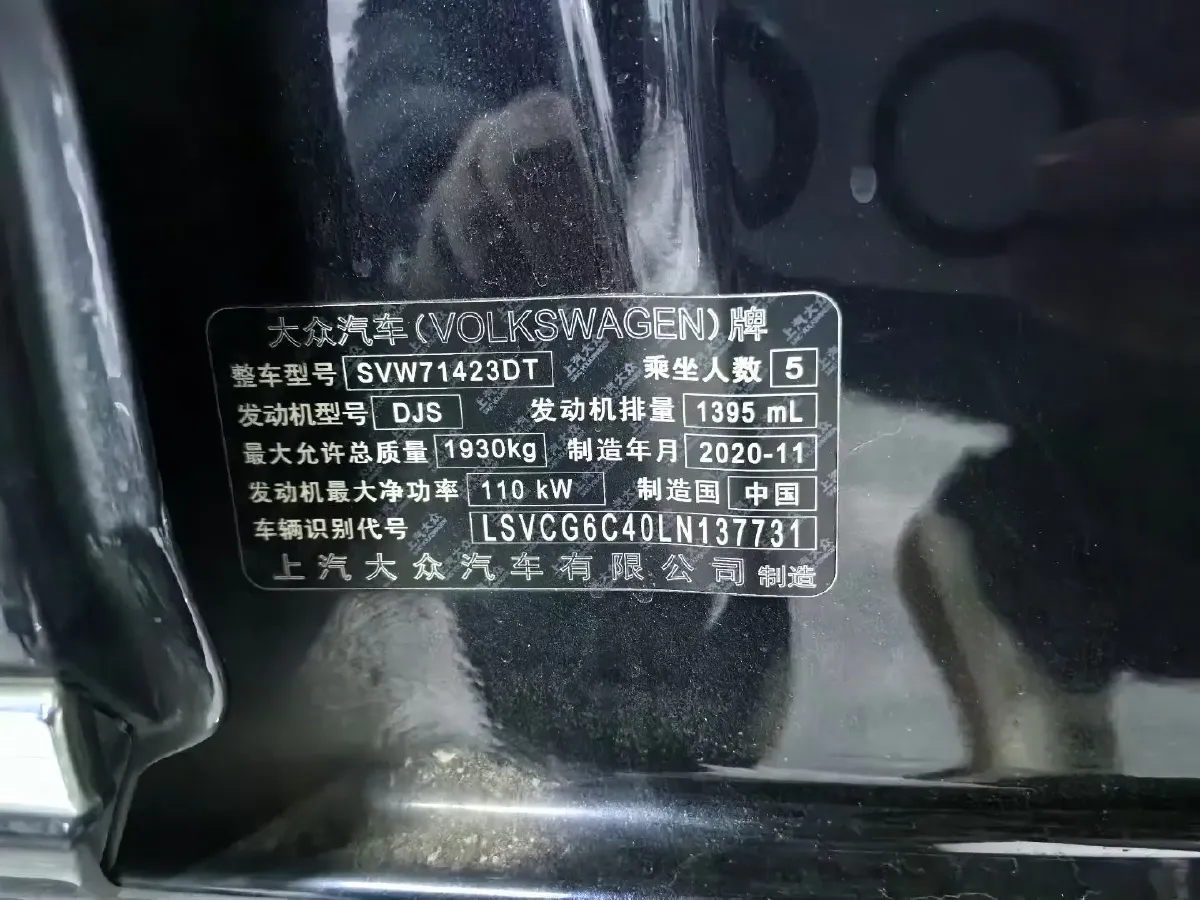 大众汽车(VOLKSWAGEN)牌
整车型号 SVW71423DT 乘坐人数 5
发动机型号 DJS 发动机排量 1395 mL
最大允许总质量 1930kg 制造年月 2020-11
发动机最大净功率 110 kW 制造国 中国
车辆识别代号 LSVCG6C40LN137731
上汽大众汽车有限公司 制造